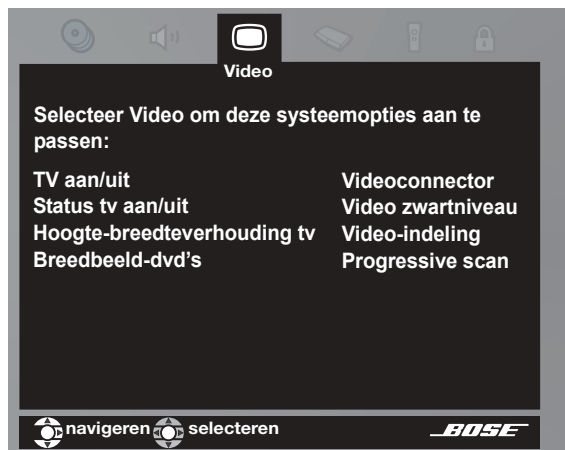 Video
Selecteer Video om deze systeemopties aan te
passen:
TV aan/uit
Status tv aan/uit
Hoogte-breedteverhouding tv
Breedbeeld-dvd's
Videoconnector
Video zwartniveau
Video-indeling
Progressive scan
navigeren selecteren
BOSE